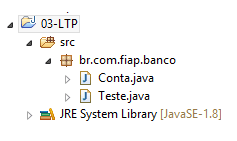 03-LTP
src
br.com.fiap.banco
Conta.java
Teste.java
JRE System Library [JavaSE-1.8]